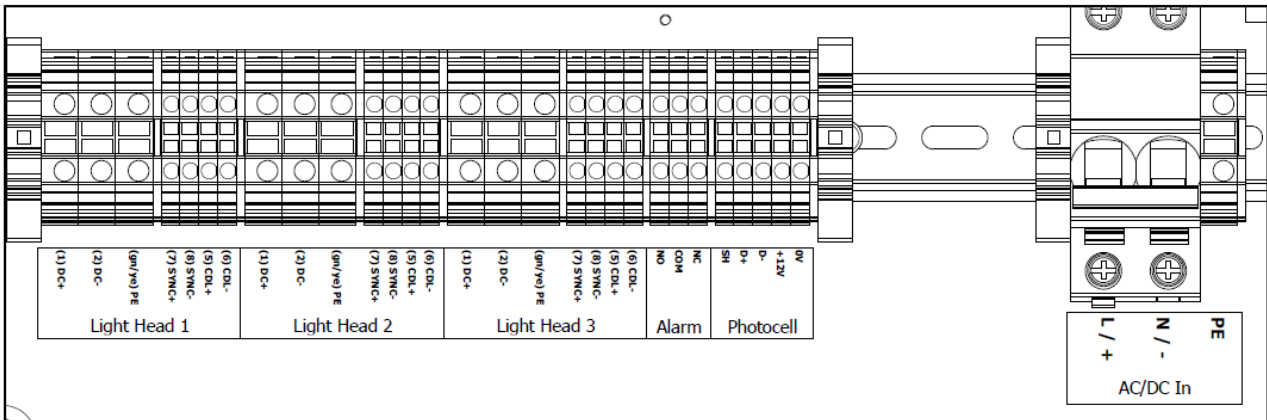 (1) DC+
(2) DC-
(gn/ye) PE
(7) SYNC+
(8) SYNC-
(5) CDL+
(6) CDL-
(1) DC+
(2) DC-
(gn/ye) PE
(7) SYNC+
(8) SYNC-
(5) CDL+
(6) CDL-
(1) DC+
(2) DC-
(gn/ye) PE
(7) SYNC+
(8) SYNC-
(5) CDL+
(6) CDL-
NO
COM
NC
SH
D+
D-
+12V
0V
Light Head 1
Light Head 2
Light Head 3
Alarm
Photocell
L / +
N / -
PE
AC/DC In